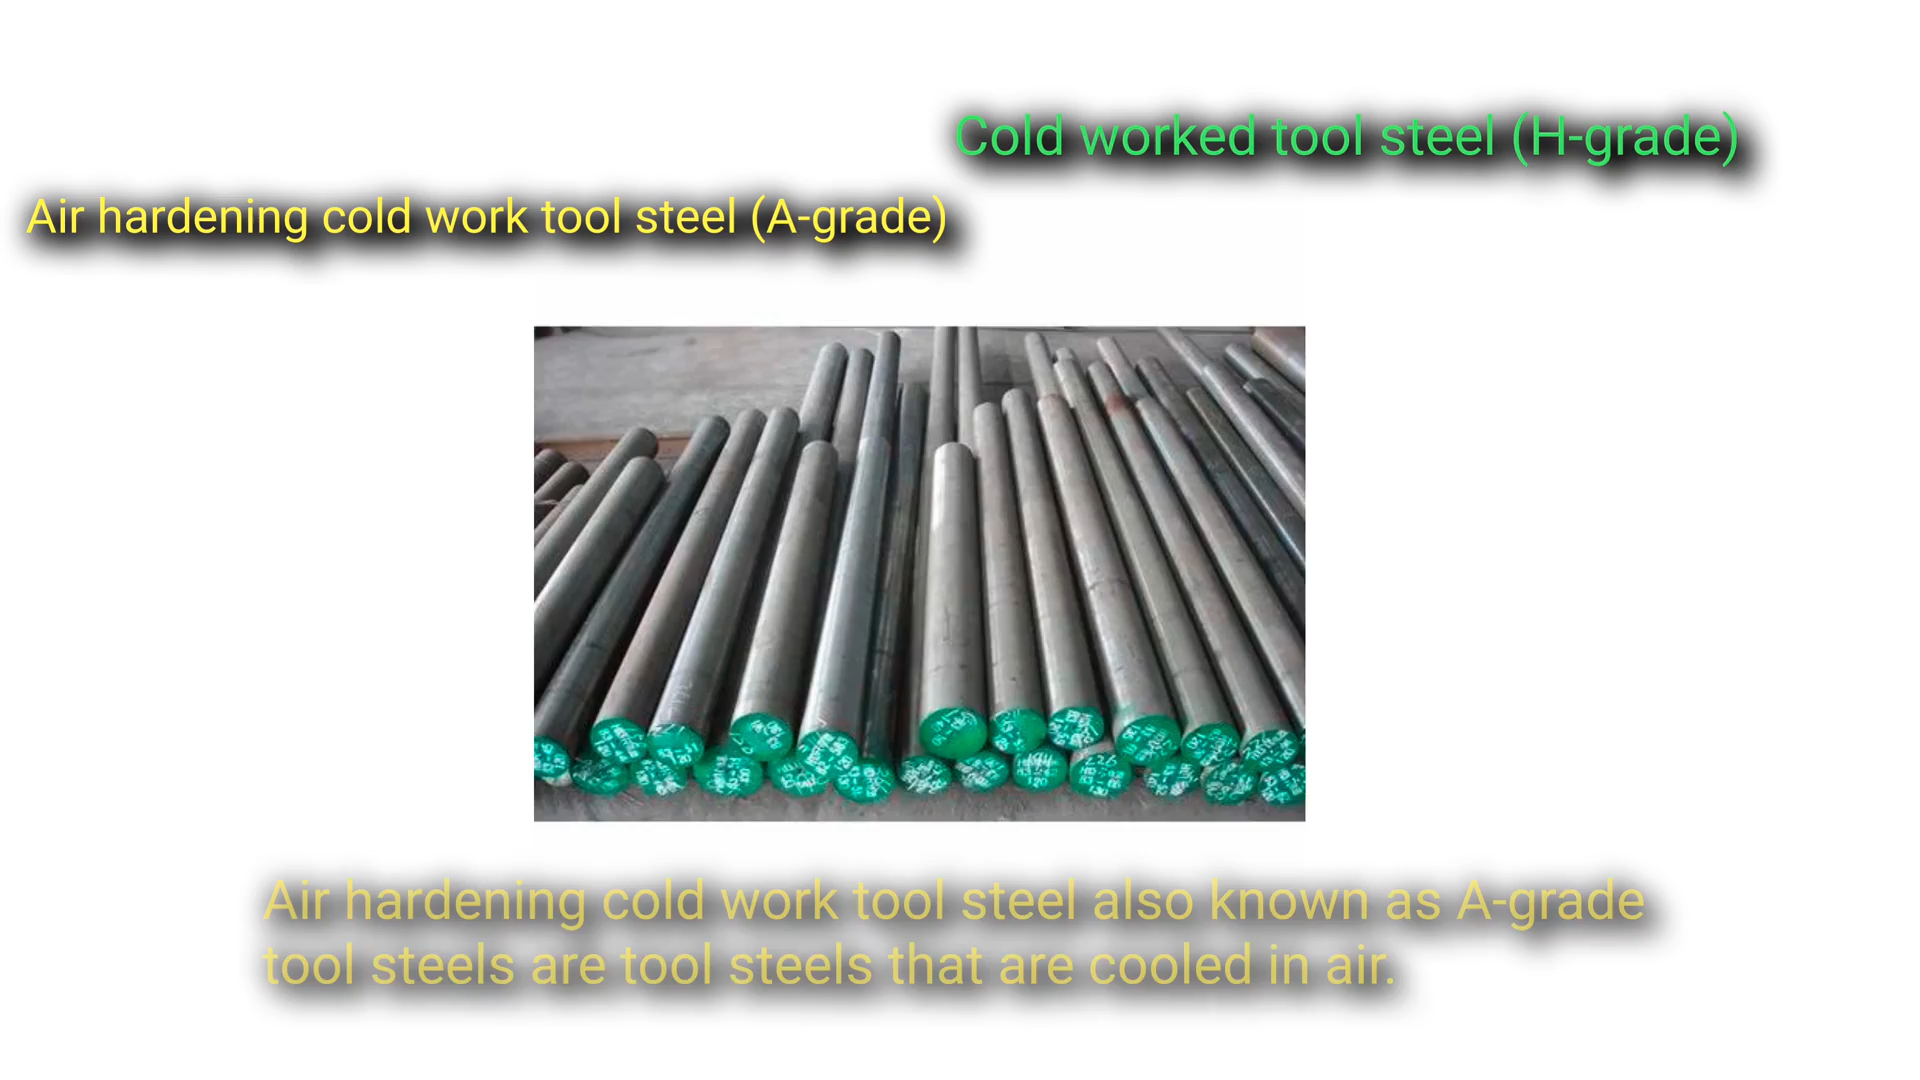 Cold worked tool steel (H-grade)
Air hardening cold work tool steel (A-grade)
Air hardening cold work tool steel also known as A-grade
tool steels are tool steels that are cooled in air.